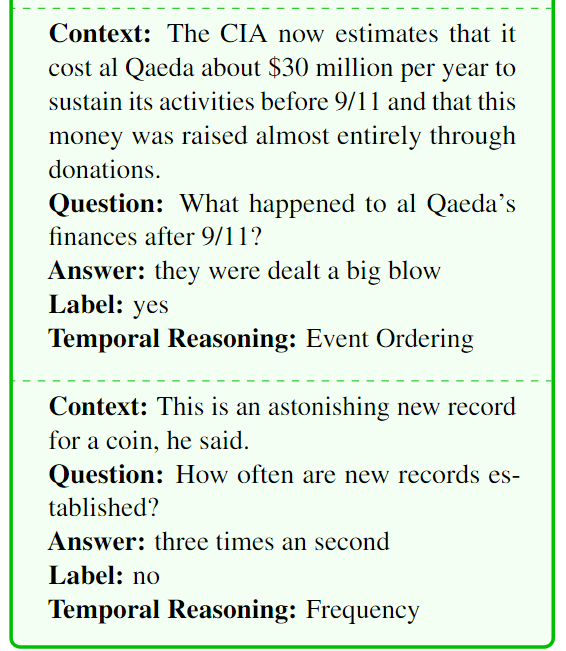 Context: The CIA now estimates that it
cost al Qaeda about $30 million per year to
sustain its activities before 9/11 and that this
money was raised almost entirely through
donations.
Question: What happened to al Qaeda's
finances after 9/11?
Answer: they were dealt a big blow
Label: yes
Temporal Reasoning: Event Ordering
Context: This is an astonishing new record
for a coin, he said.
Question: How often are new records es-
tablished?
Answer: three times an second
Label: no
Temporal Reasoning: Frequency